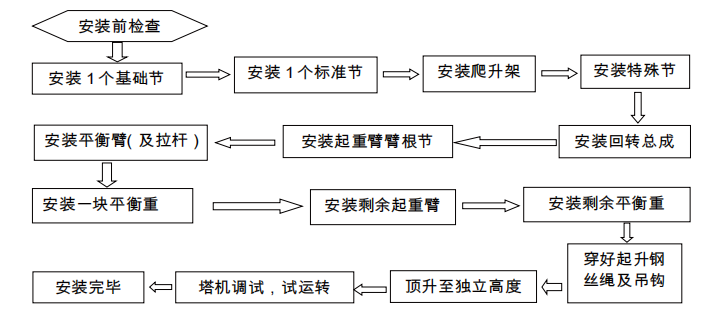 安装前检查
安装1个基础节
安装1个标准节
安装爬升架
安装特殊节
安装回转总成
安装起重臂臂根节
安装平衡臂(及拉杆)
安装一块平衡重
安装剩余起重臂
安装剩余平衡重
穿好起升钢
丝绳及吊钩
顶升至独立高度
塔机调试，试运转
安装完毕